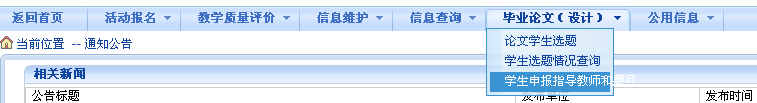 返回首页 活动报名 教学质量评价 信息维护 信息查询 毕业论文（设计） 公用信息
当前位置 -- 通知公告
论文学生选题
学生选题情况查询
学生申报指导教师和题目
相关新闻
公告标题 发布单位 发布时间